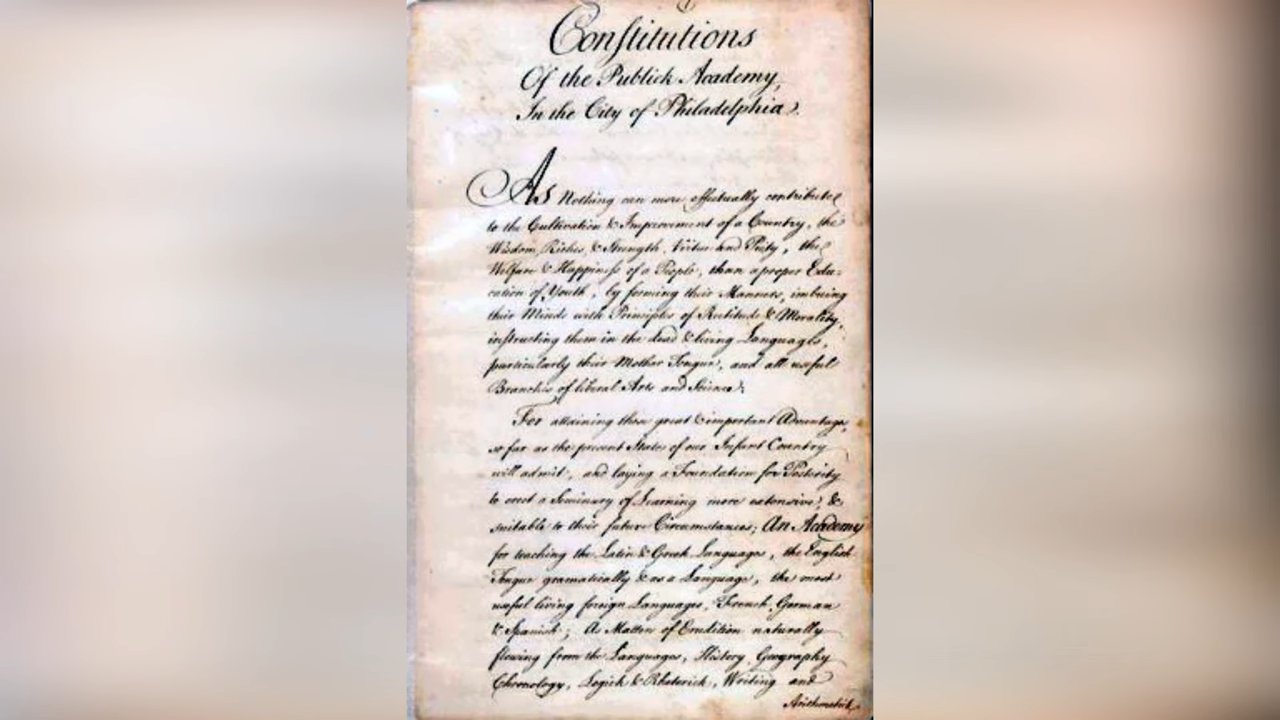 Constitutions
Of the Publick Academy,
In the City of Philadelphia.
As Nothing can more effectually contribute
to the Cultivation & Improvement of a Country, the
Wisdom, Riches, & Strength, Virtue and Piety, the
Welfare & Happiness of a People, than a proper Edu=
cation of Youth, by forming their Manners, imbuing
their Minds with Principles of Rectitude & Morality,
instructing them in the dead & living Languages,
particularly their Mother Tongue, and all useful
Branches of liberal Arts and Science;
For attaining these great & important Advantages,
so far as the present State of our Infant Country
will admit, and laying a Foundation for Posterity
to erect a Seminary of Learning more extensive, &
suitable to their future Circumstances; An Academy
for teaching the Latin & Greek Languages, the English
Tongue gramatically & as a Language, the most
useful living foreign Languages, French, German
& Spanish; As Matters of Erudition naturally
flowing from the Languages, History, Geography
Chronology, Logick & Rhetorick, Writing and
Arithmetick,